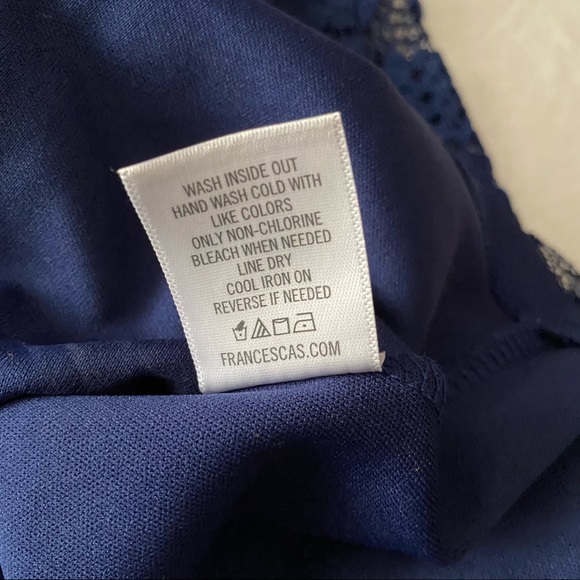 WASH INSIDE OUT
HAND WASH COLD WITH
LIKE COLORS
ONLY NON-CHLORINE
BLEACH WHEN NEEDED
LINE DRY
COOL IRON ON
REVERSE IF NEEDED
FRANCESCAS.COM